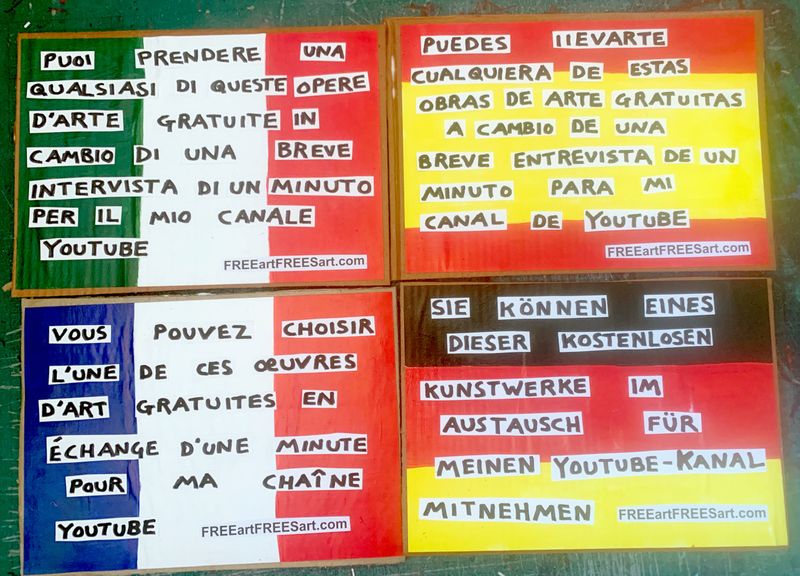 PUOI PRENDERE UNA
QUALSIASI DI QUESTE OPERE
D'ARTE GRATUITE IN
CAMBIO DI UNA BREVE
INTERVISTA DI UN MINUTO
PER IL MIO CANALE
YOUTUBE
FREEartFREESart.com
PUEDES llEVARTE
CUALQUIERA DE ESTAS
OBRAS DE ARTE GRATUITAS
A CAMBIO DE UNA
BREVE ENTREVISTA DE UN
MINUTO PARA MI
CANAL DE YOUTUBE
FREEartFREESart.com
VOUS POUVEZ CHOISIR
L'UNE DE CES ŒUVRES
D'ART GRATUITES EN
ÉCHANGE D'UNE MINUTE
POUR MA CHAÎNE
YOUTUBE
FREEartFREESart.com
SIE KÖNNEN EINES
DIESER KOSTENLOSEN
KUNSTWERKE IM
AUSTAUSCH FÜR
MEINEN YOUTUBE-KANAL
MITNEHMEN
FREEartFREESart.com